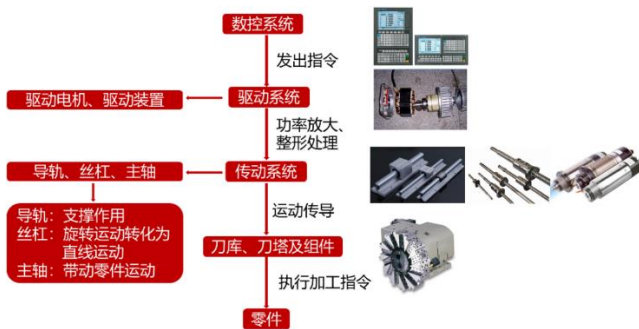 数控系统
发出指令
驱动电机、驱动装置
驱动系统
功率放大、
整形处理
导轨、丝杠、主轴
传动系统
导轨：支撑作用
丝杠：旋转运动转化为
直线运动
主轴：带动零件运动
运动传导
刀库、刀塔及组件
执行加工指令
零件